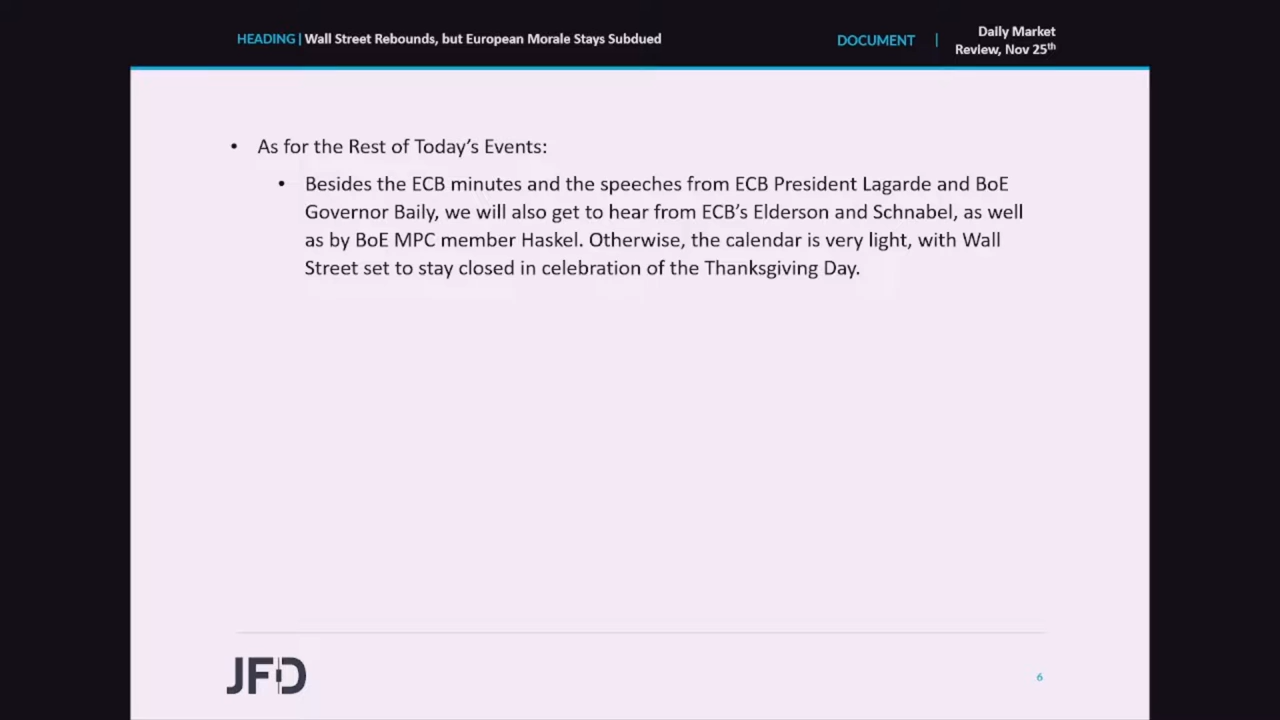 HEADING | Wall Street Rebounds, but European Morale Stays Subdued
DOCUMENT |
Daily Market
Review, Nov 25th
• As for the Rest of Today's Events:
• Besides the ECB minutes and the speeches from ECB President Lagarde and BoE
Governor Baily, we will also get to hear from ECB's Elderson and Schnabel, as well
as by BoE MPC member Haskel. Otherwise, the calendar is very light, with Wall
Street set to stay closed in celebration of the Thanksgiving Day.
JFD
6